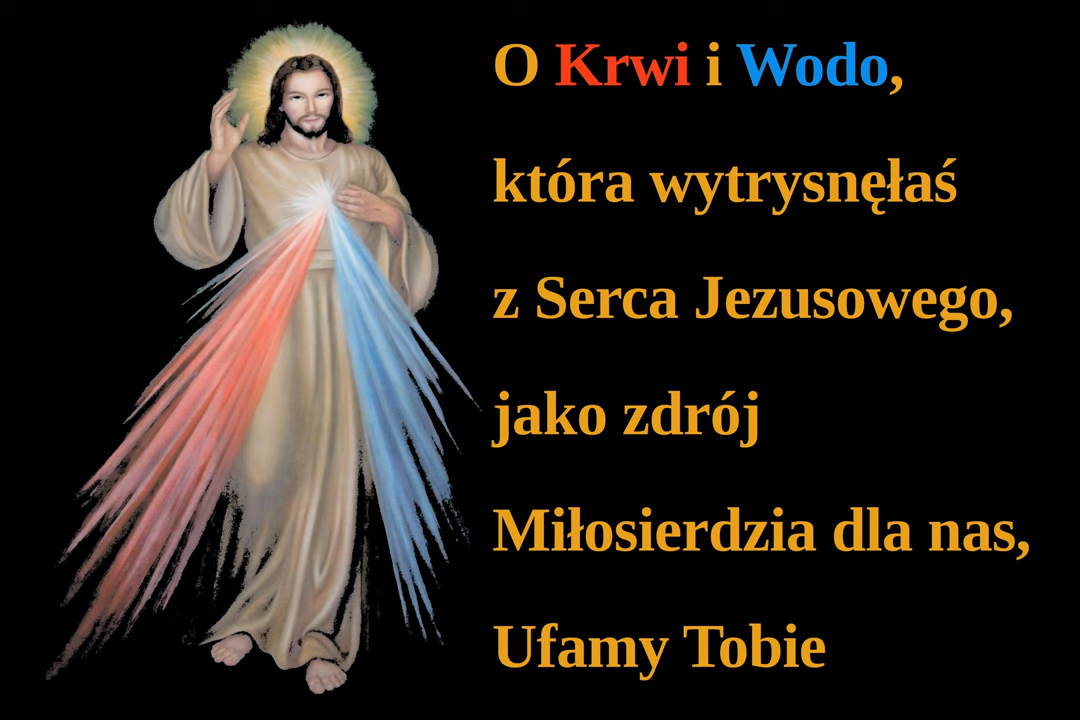 O Krwi i Wodo,
która wytrysnęłaś
z Serca Jezusowego,
jako zdrój
Miłosierdzia dla nas,
Ufamy Tobie